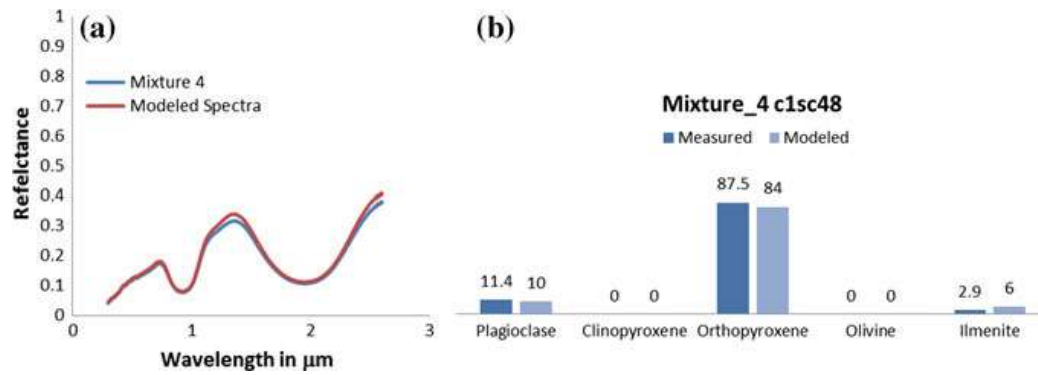 (a)
1
0.9
0.8
0.7
0.6
0.5
0.4
0.3
0.2
0.1
0
Refelctance
Mixture 4
Modeled Spectra
0 1 2 3
Wavelength in μm
(b)
Mixture_4 c1sc48
Measured Modeled
11.4 10 0 0 87.5 84 0 0 2.9 6
Plagioclase Clinopyroxene Orthopyroxene Olivine Ilmenite